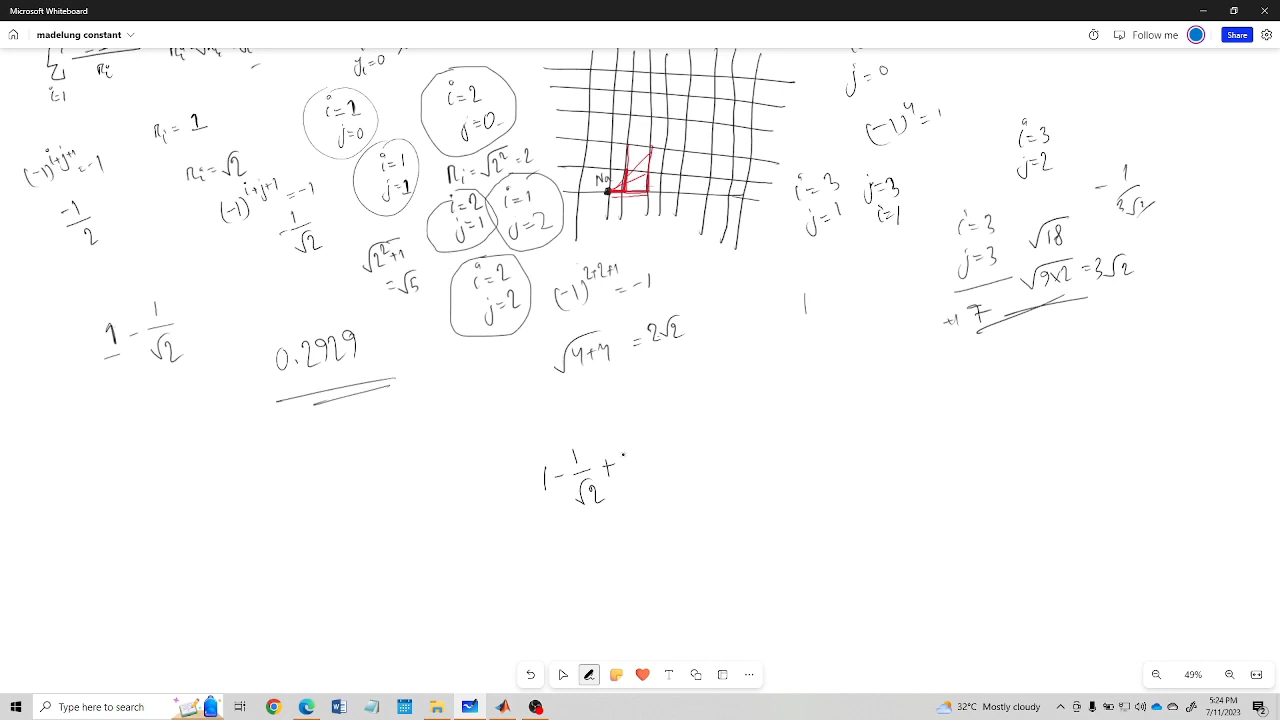 Microsoft Whiteboard
madelung constant
Follow me
Share
i=1
y_i=0
j=0
(-1)^4 = 1
(-1)^{i+j+1} = -1
-1/2
R_i = 1
R_i = √2
(-1)^{i+j+1} = -1
-1/√2
i=1
j=0
i=2
j=0
i=1
j=1
R_i = √2² = 2
i=2
j=1
i=1
j=2
√2²+1
= √5
i=2
j=2
(-1)^{2+2+1} = -1
√4+4 = 2√2
Na
i=3
j=1
j=3
i=1
i=3
j=2
i=3
j=3
√18
√9×2 = 3√2
7
1 - 1/√2
0.2929
1 - 1/√2 +
49%
Type here to search
32°C Mostly cloudy
5:24 PM
7/11/2023